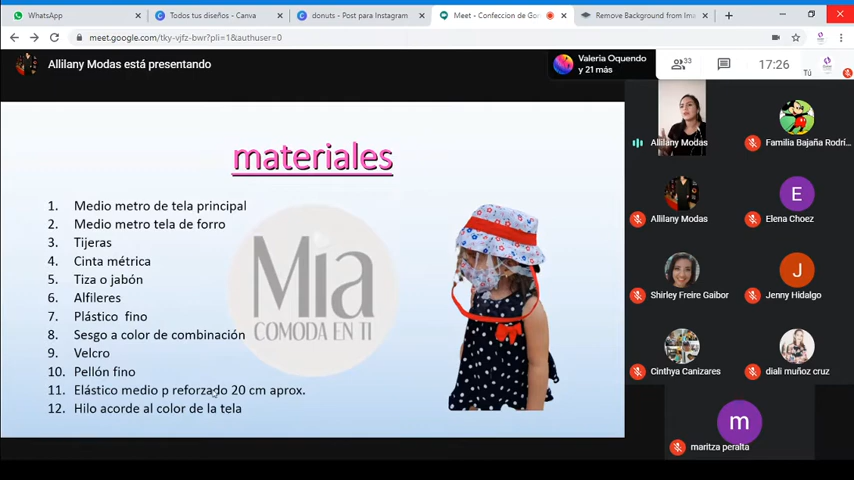 WhatsApp
Todos tus diseños - Canva
donuts - Post para Instagram
Meet - Confeccion de Go
Remove Background from Ima
meet.google.com/tky-vjfz-bwr?pli=1&authuser=0
Allilany Modas está presentando
Valeria Oquendo
y 21 más
33
17:26
Tú
materiales
1. Medio metro de tela principal
2. Medio metro tela de forro
3. Tijeras
4. Cinta métrica
5. Tiza o jabón
6. Alfileres
7. Plástico fino
8. Sesgo a color de combinación
9. Velcro
10. Pellón fino
11. Elástico medio p reforzado 20 cm aprox.
12. Hilo acorde al color de la tela
Mia
COMODA EN TI
Allilany Modas
Familia Bajaña Rodrí...
Allilany Modas
E
Elena Choez
Shirley Freire Gaibor
J
Jenny Hidalgo
Cinthya Canizares
diali muñoz cruz
m
maritza peralta